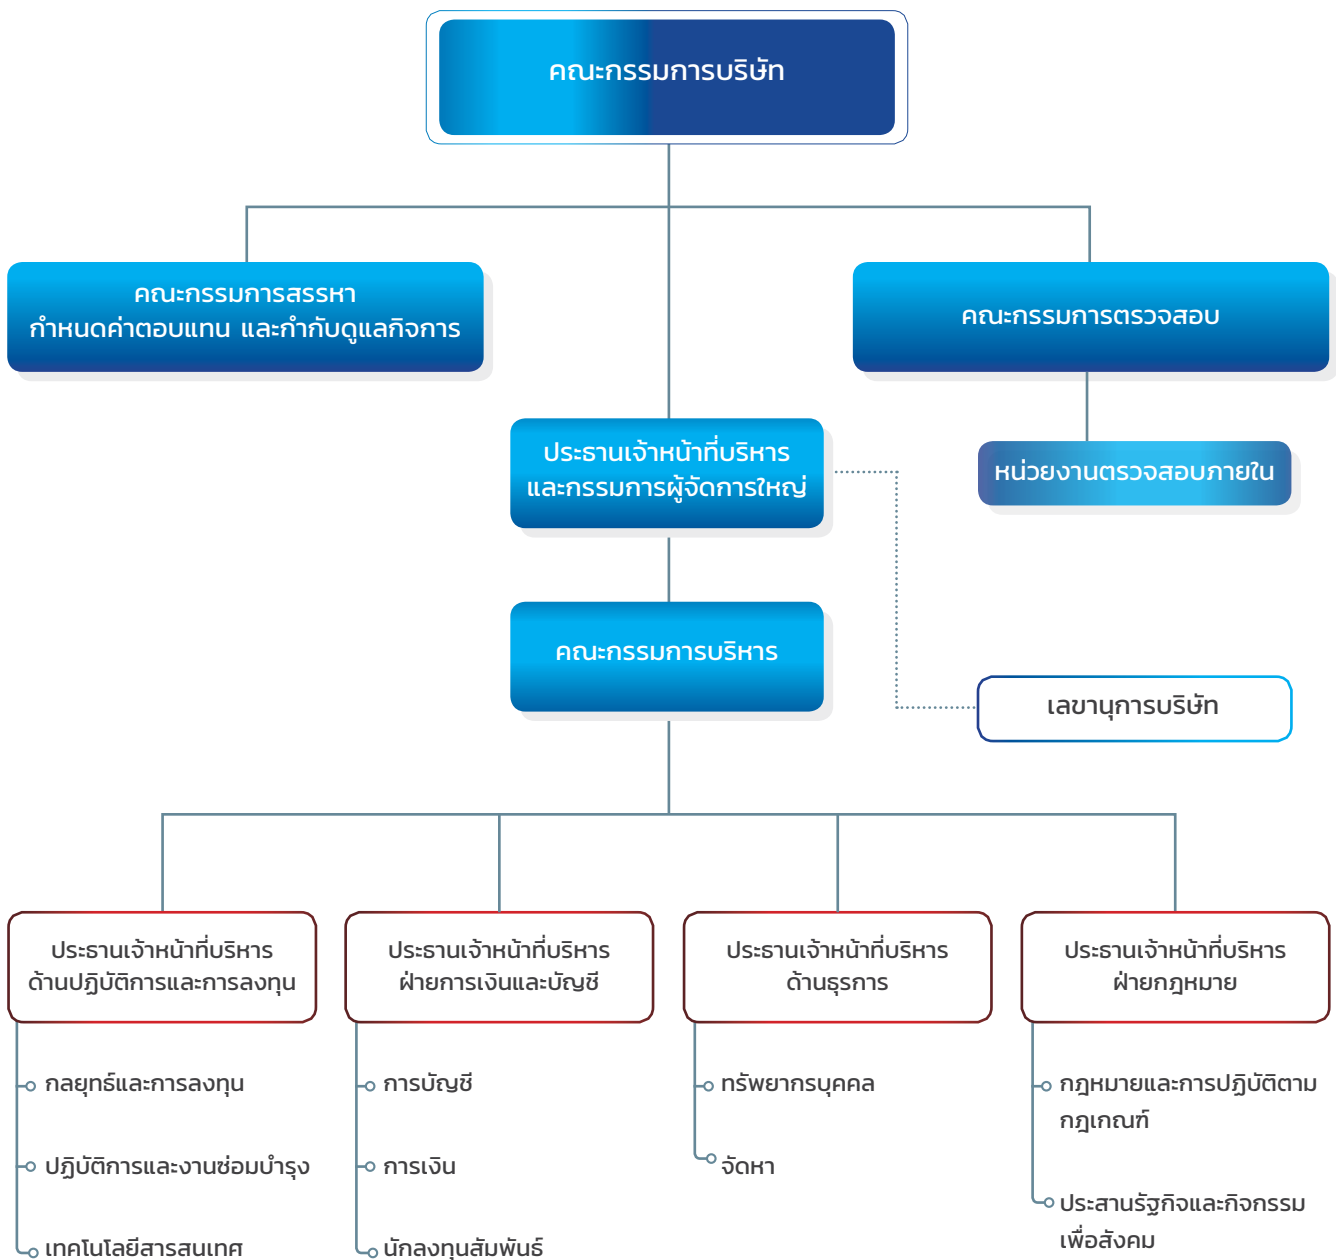 คณะกรรมการบริษัท
คณะกรรมการสรรหา
กำหนดค่าตอบแทน และกำกับดูแลกิจการ
คณะกรรมการตรวจสอบ
ประธานเจ้าหน้าที่บริหาร
และกรรมการผู้จัดการใหญ่
หน่วยงานตรวจสอบภายใน
คณะกรรมการบริหาร
เลขานุการบริษัท
ประธานเจ้าหน้าที่บริหาร
ด้านปฏิบัติการและการลงทุน
กลยุทธ์และการลงทุน
ปฏิบัติการและงานซ่อมบำรุง
เทคโนโลยีสารสนเทศ
ประธานเจ้าหน้าที่บริหาร
ฝ่ายการเงินและบัญชี
การบัญชี
การเงิน
นักลงทุนสัมพันธ์
ประธานเจ้าหน้าที่บริหาร
ด้านธุรการ
ทรัพยากรบุคคล
จัดหา
ประธานเจ้าหน้าที่บริหาร
ฝ่ายกฎหมาย
กฎหมายและการปฏิบัติตาม
กฎเกณฑ์
ประสานรัฐกิจและกิจกรรม
เพื่อสังคม